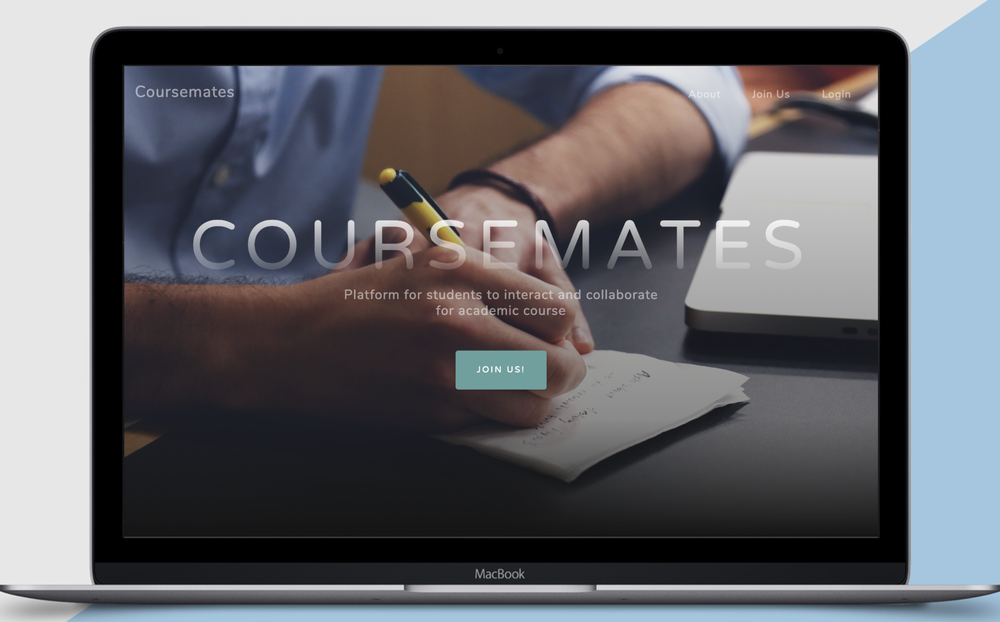 Coursemates
About Join Us Login
COURSEMATES
Platform for students to interact and collaborate
for academic course
JOIN US!
MacBook